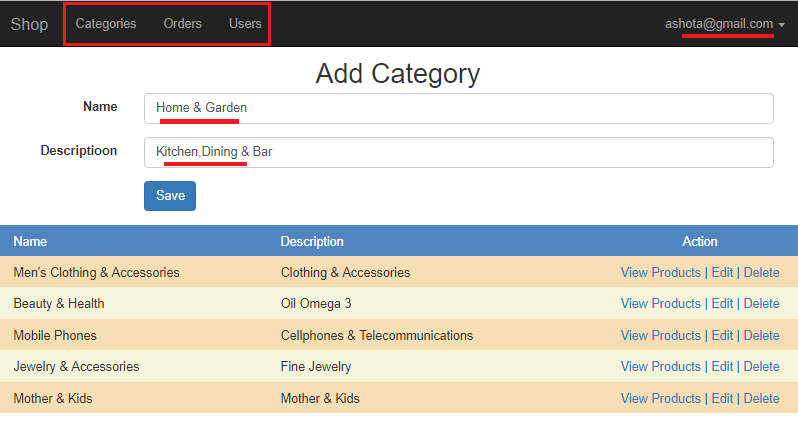 Shop Categories Orders Users ashota@gmail.com
Add Category
Name Home & Garden
Descriptioon Kitchen,Dining & Bar
Save
Name Description Action
Men's Clothing & Accessories Clothing & Accessories View Products | Edit | Delete
Beauty & Health Oil Omega 3 View Products | Edit | Delete
Mobile Phones Cellphones & Telecommunications View Products | Edit | Delete
Jewelry & Accessories Fine Jewelry View Products | Edit | Delete
Mother & Kids Mother & Kids View Products | Edit | Delete